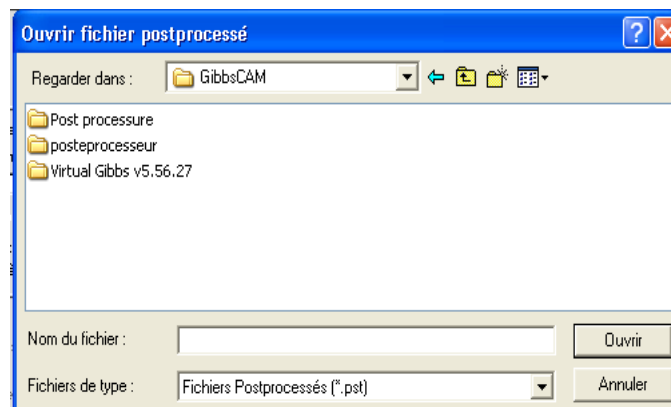 Ouvrir fichier postprocessé
Regarder dans :
GibbsCAM
Post processure
posteprocesseur
Virtual Gibbs v5.56.27
Nom du fichier :
Ouvrir
Fichiers de type :
Fichiers Postprocessés (*.pst)
Annuler